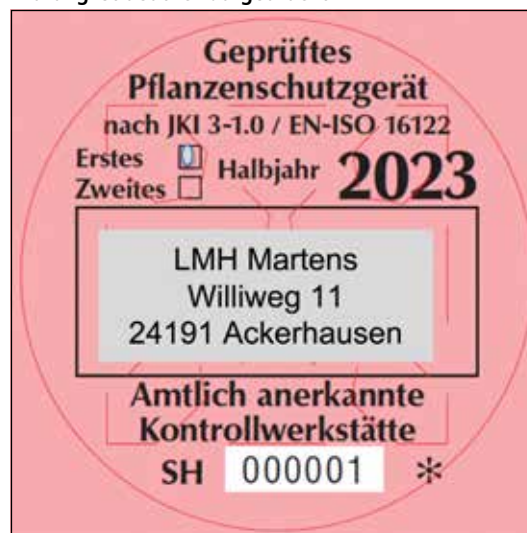 Geprüftes
Pflanzenschutzgerät
nach JKI 3-1.0 / EN-ISO 16122
Erstes
Zweites
Halbjahr 2023
LMH Martens
Williweg 11
24191 Ackerhausen
Amtlich anerkannte
Kontrollwerkstätte
SH 000001 *